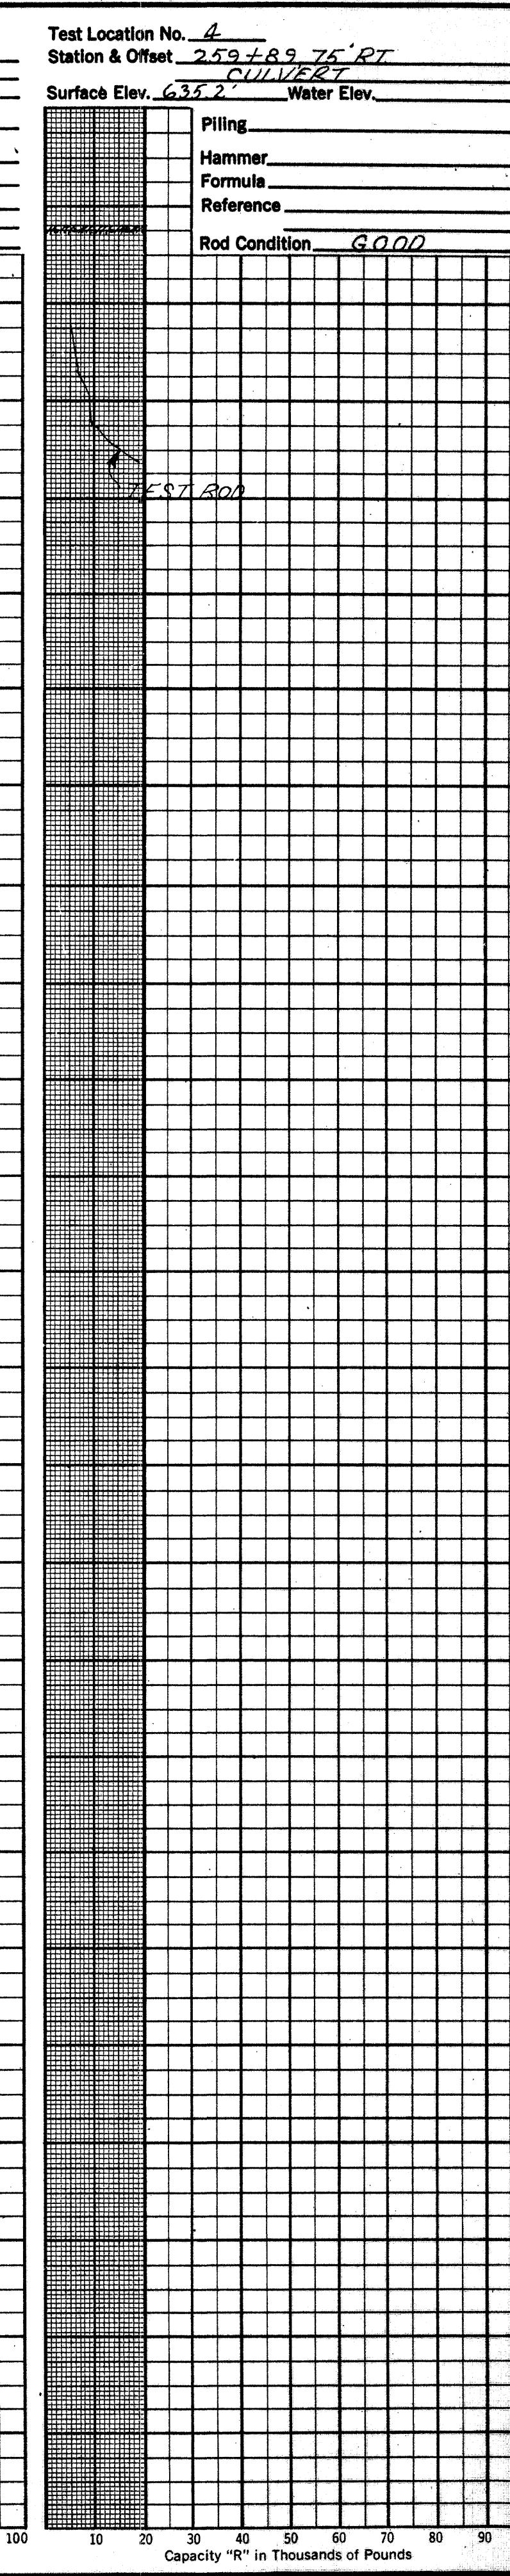 Test Location No. 4
Station & Offset 259+89, 75' RT
CULVERT
Surface Elev. 635.2' Water Elev.
Piling
Hammer
Formula
Reference
Rod Condition GOOD
TEST ROD
100 10 20 30 40 50 60 70 80 90
Capacity "R" in Thousands of Pounds